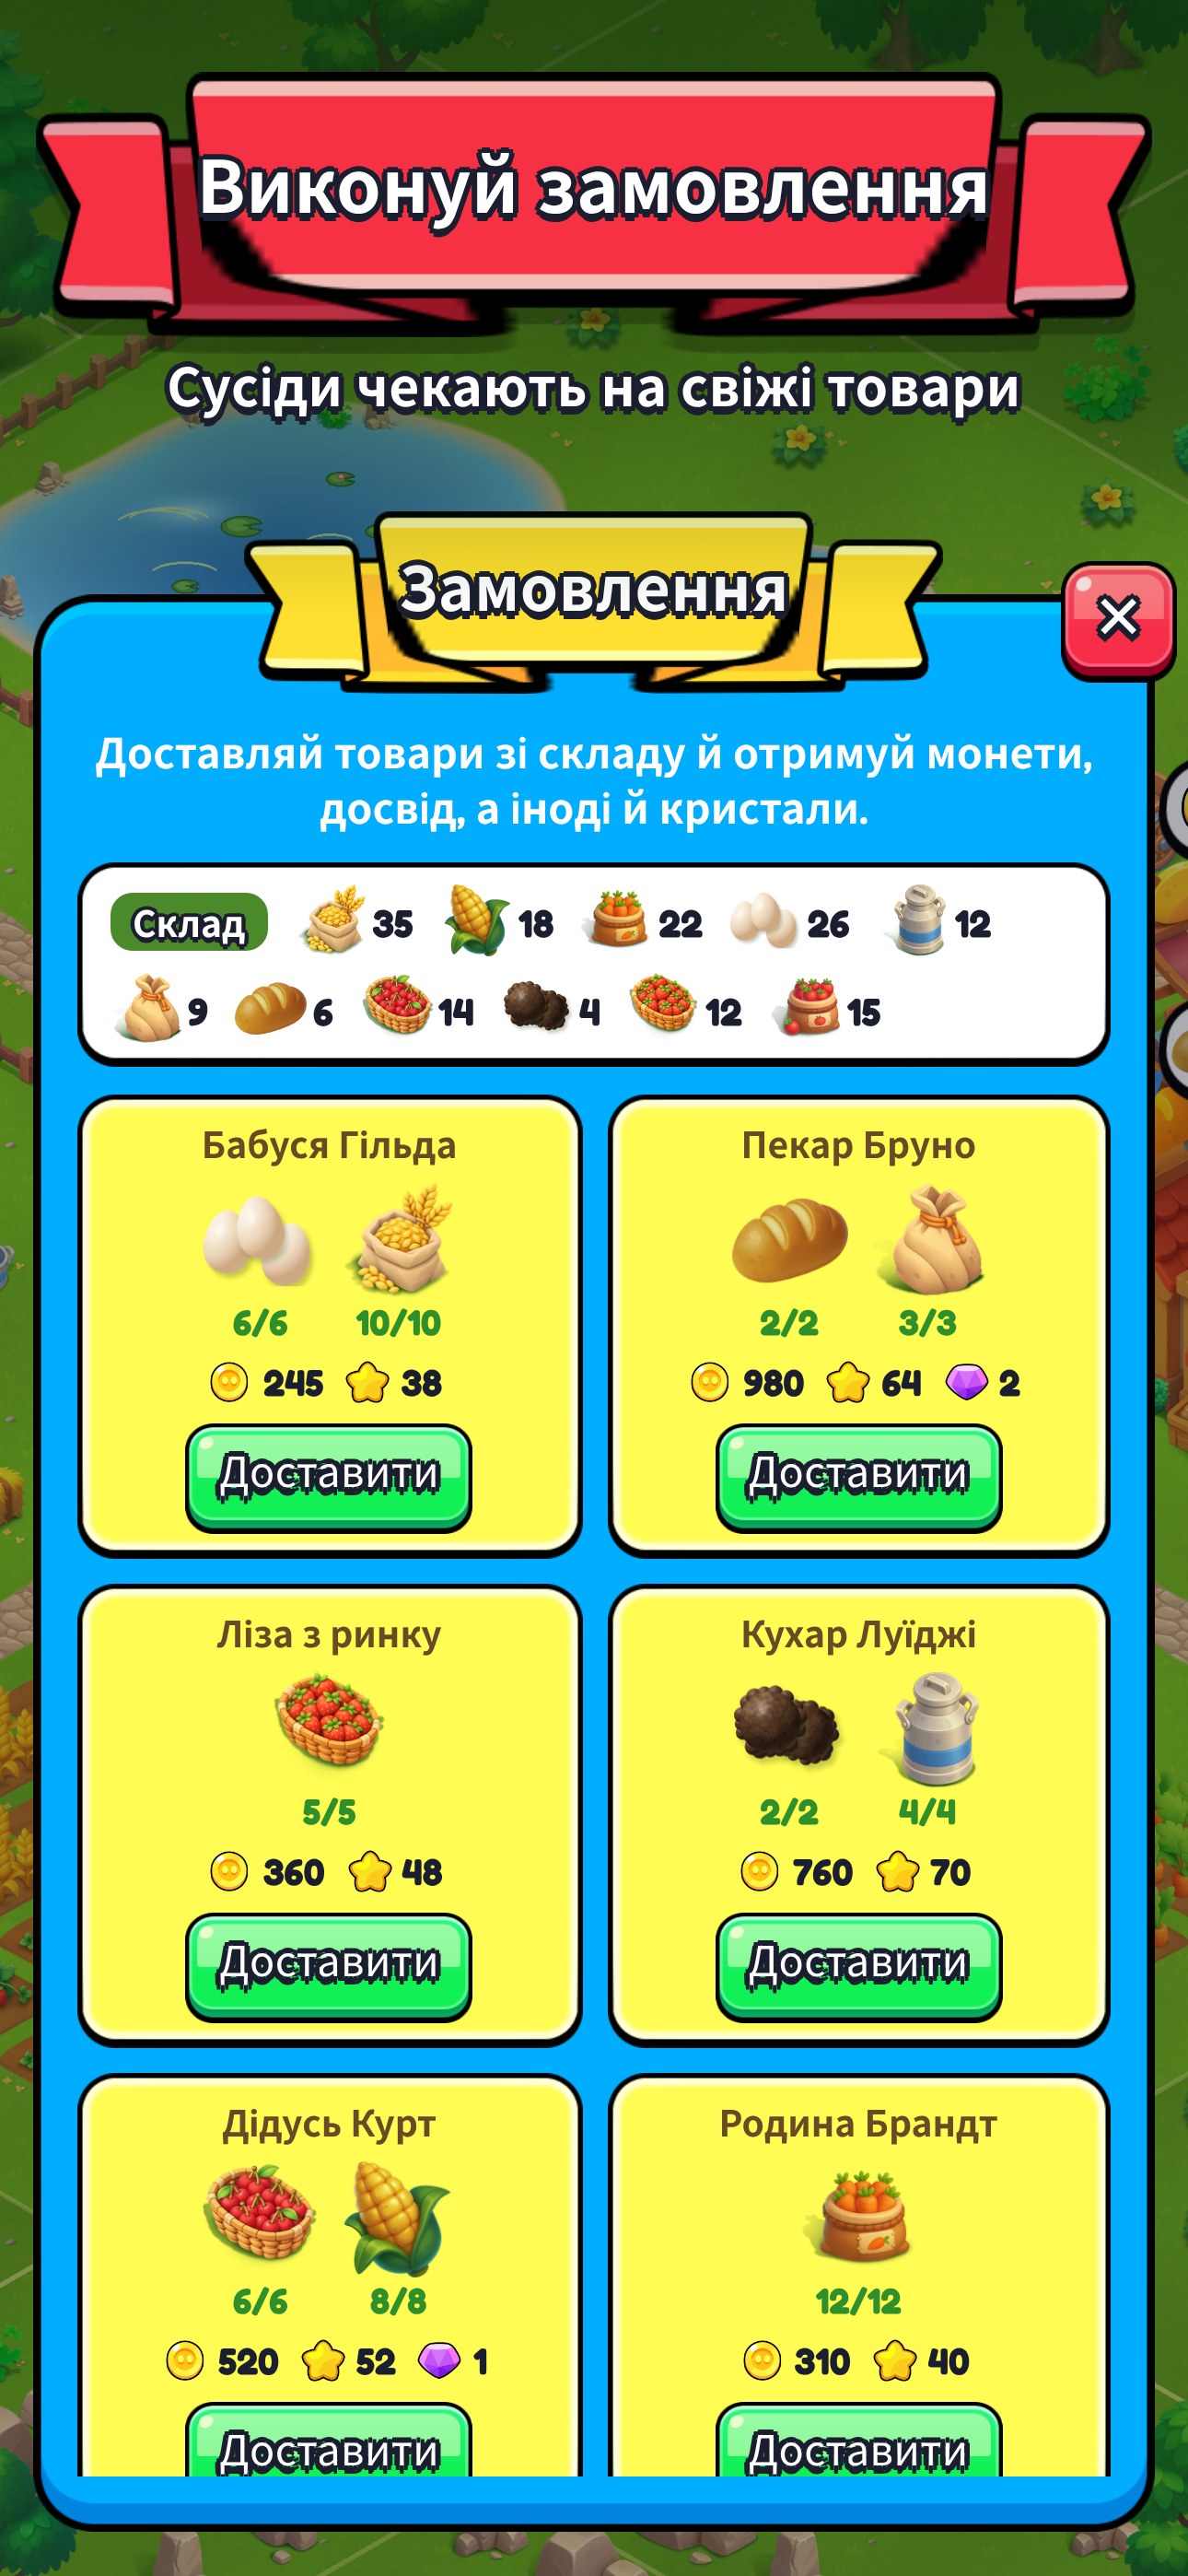 Виконуй замовлення
Сусіди чекають на свіжі товари
Замовлення
Доставляй товари зі складу й отримуй монети,
досвід, а іноді й кристали.
Склад 35 18 22 26 12
9 6 14 4 12 15
Бабуся Гільда
6/6 10/10
245 38
Доставити
Пекар Бруно
2/2 3/3
980 64 2
Доставити
Ліза з ринку
5/5
360 48
Доставити
Кухар Луїджі
2/2 4/4
760 70
Доставити
Дідусь Курт
6/6 8/8
520 52 1
Доставити
Родина Брандт
12/12
310 40
Доставити